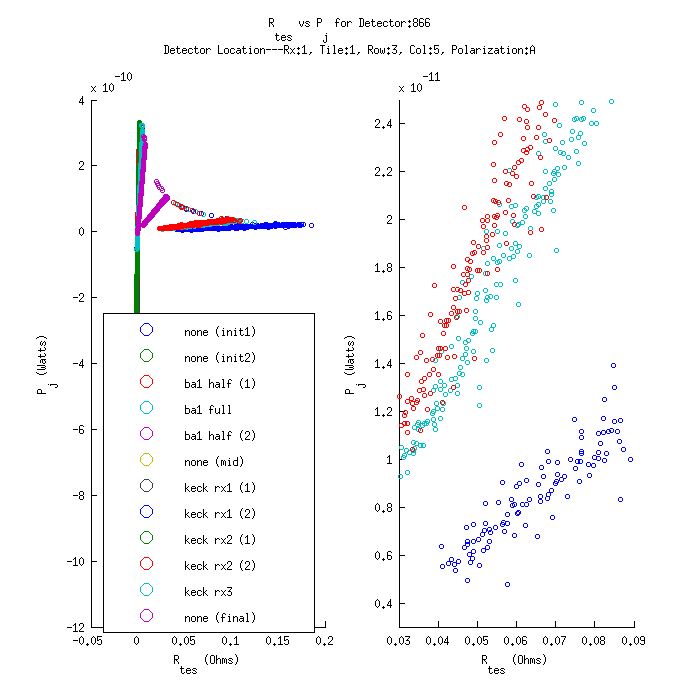 R tes vs P j for Detector:866
Detector Location---Rx:1, Tile:1, Row:3, Col:5, Polarization:A
x 10 -10
4
2
0
-2
-4
-6
-8
-10
-12
P j (Watts)
-0.05 0 0.05 0.1 0.15 0.2
R tes (Ohms)
none (init1)
none (init2)
ba1 half (1)
ba1 full
ba1 half (2)
none (mid)
keck rx1 (1)
keck rx1 (2)
keck rx2 (1)
keck rx2 (2)
keck rx3
none (final)
x 10 -11
2.4
2.2
2
1.8
1.6
1.4
1.2
1
0.8
0.6
0.4
P j (Watts)
0.03 0.04 0.05 0.06 0.07 0.08 0.09
R tes (Ohms)